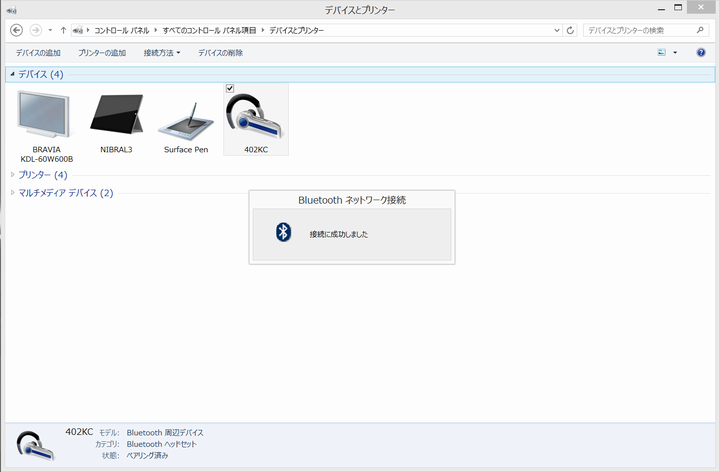 デバイスとプリンター
コントロール パネル ▸ すべてのコントロール パネル項目 ▸ デバイスとプリンター
デバイスとプリンターの検索
デバイスの追加 プリンターの追加 接続方法 デバイスの削除
デバイス (4)
BRAVIA
KDL-60W600B
NIBRAL3
Surface Pen
402KC
プリンター (4)
マルチメディア デバイス (2)
Bluetooth ネットワーク接続
接続に成功しました
402KC モデル: Bluetooth 周辺デバイス
カテゴリ: Bluetooth ヘッドセット
状態: ペアリング済み